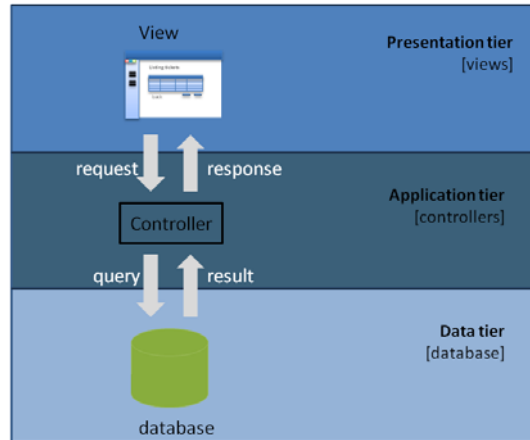 View
Presentation tier
[views]
request
response
Application tier
[controllers]
Controller
query
result
Data tier
[database]
database